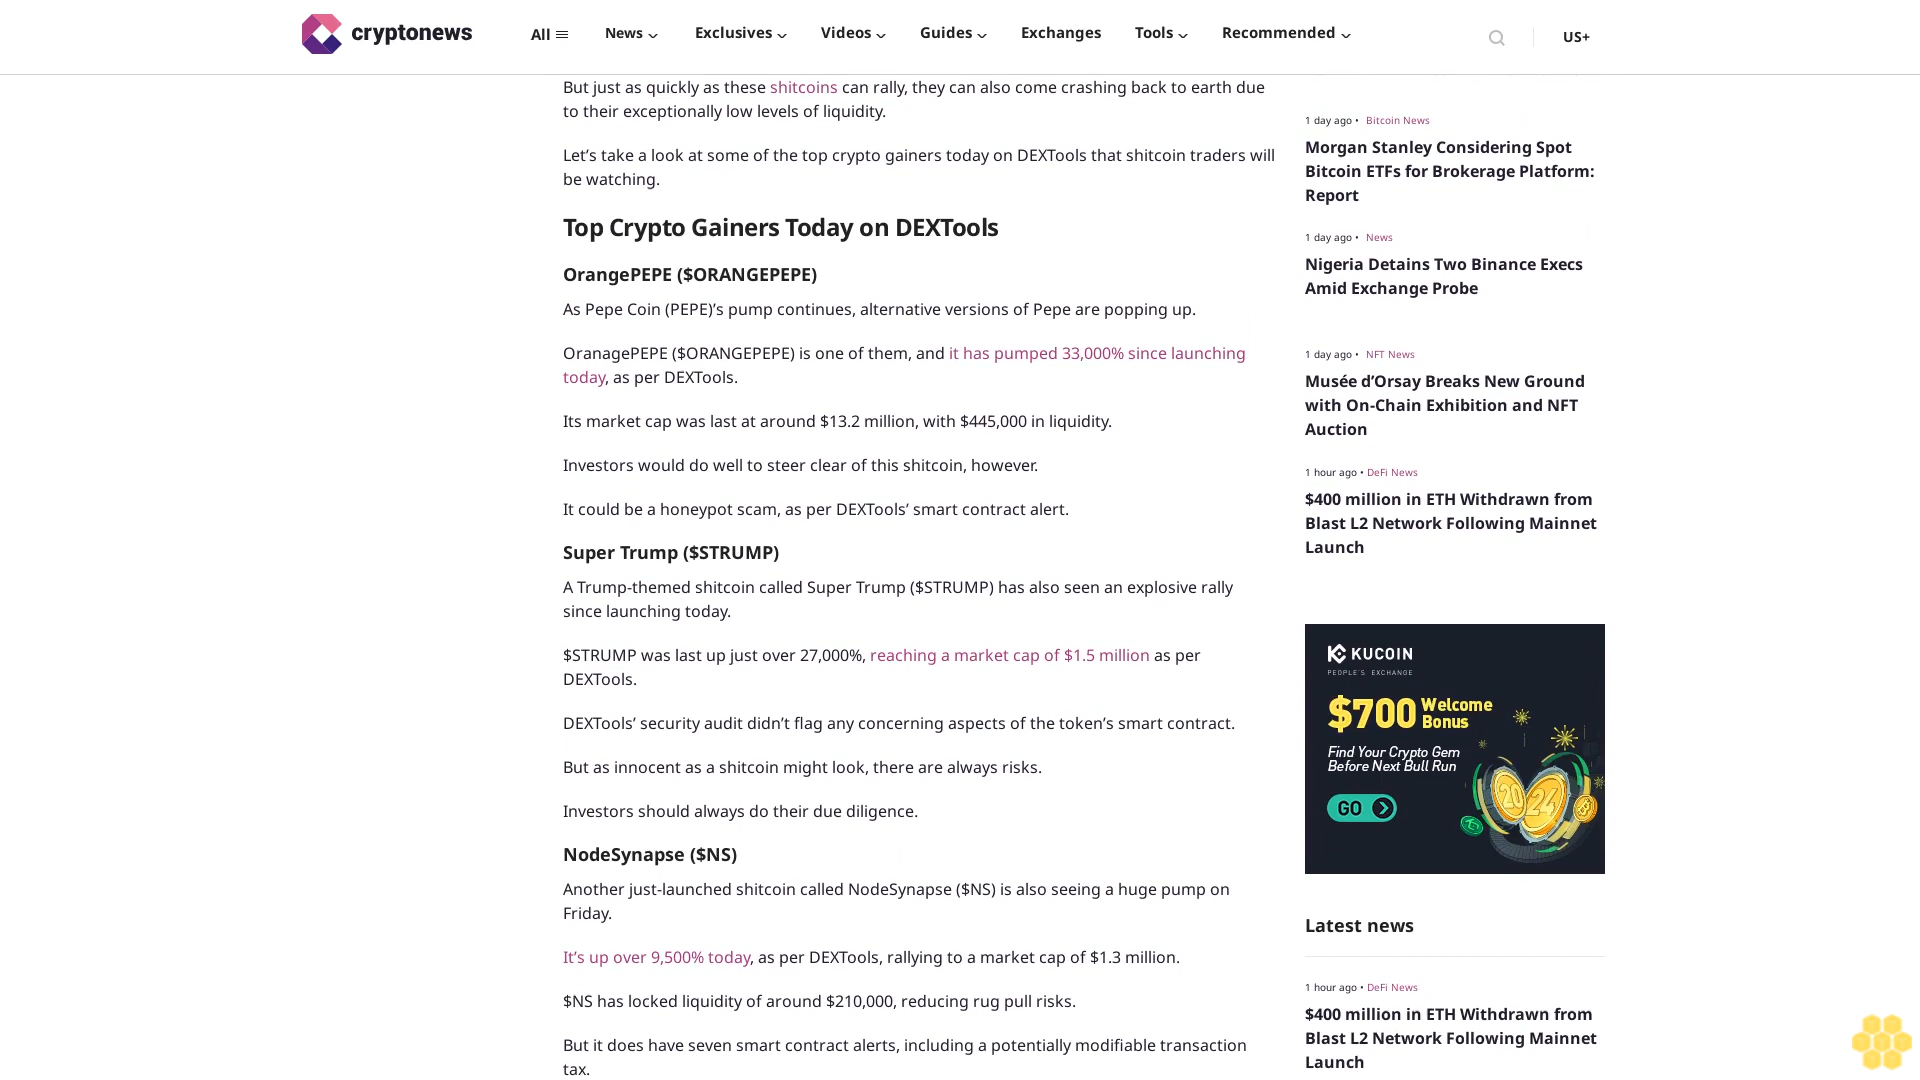 cryptonews
All
News
Exclusives
Videos
Guides
Exchanges
Tools
Recommended
US+
But just as quickly as these shitcoins can rally, they can also come crashing back to earth due
to their exceptionally low levels of liquidity.
Let’s take a look at some of the top crypto gainers today on DEXTools that shitcoin traders will
be watching.
Top Crypto Gainers Today on DEXTools
OrangePEPE ($ORANGEPEPE)
As Pepe Coin (PEPE)’s pump continues, alternative versions of Pepe are popping up.
OranagePEPE ($ORANGEPEPE) is one of them, and it has pumped 33,000% since launching
today, as per DEXTools.
Its market cap was last at around $13.2 million, with $445,000 in liquidity.
Investors would do well to steer clear of this shitcoin, however.
It could be a honeypot scam, as per DEXTools’ smart contract alert.
Super Trump ($STRUMP)
A Trump-themed shitcoin called Super Trump ($STRUMP) has also seen an explosive rally
since launching today.
$STRUMP was last up just over 27,000%, reaching a market cap of $1.5 million as per
DEXTools.
DEXTools’ security audit didn’t flag any concerning aspects of the token’s smart contract.
But as innocent as a shitcoin might look, there are always risks.
Investors should always do their due diligence.
NodeSynapse ($NS)
Another just-launched shitcoin called NodeSynapse ($NS) is also seeing a huge pump on
Friday.
It’s up over 9,500% today, as per DEXTools, rallying to a market cap of $1.3 million.
$NS has locked liquidity of around $210,000, reducing rug pull risks.
But it does have seven smart contract alerts, including a potentially modifiable transaction
tax.
1 day ago • Bitcoin News
Morgan Stanley Considering Spot
Bitcoin ETFs for Brokerage Platform:
Report
1 day ago • News
Nigeria Detains Two Binance Execs
Amid Exchange Probe
1 day ago • NFT News
Musée d’Orsay Breaks New Ground
with On-Chain Exhibition and NFT
Auction
1 hour ago • DeFi News
$400 million in ETH Withdrawn from
Blast L2 Network Following Mainnet
Launch
KUCOIN
PEOPLE'S EXCHANGE
$700 Welcome
Bonus
Find Your Crypto Gem
Before Next Bull Run
GO
20 24
Latest news
1 hour ago • DeFi News
$400 million in ETH Withdrawn from
Blast L2 Network Following Mainnet
Launch